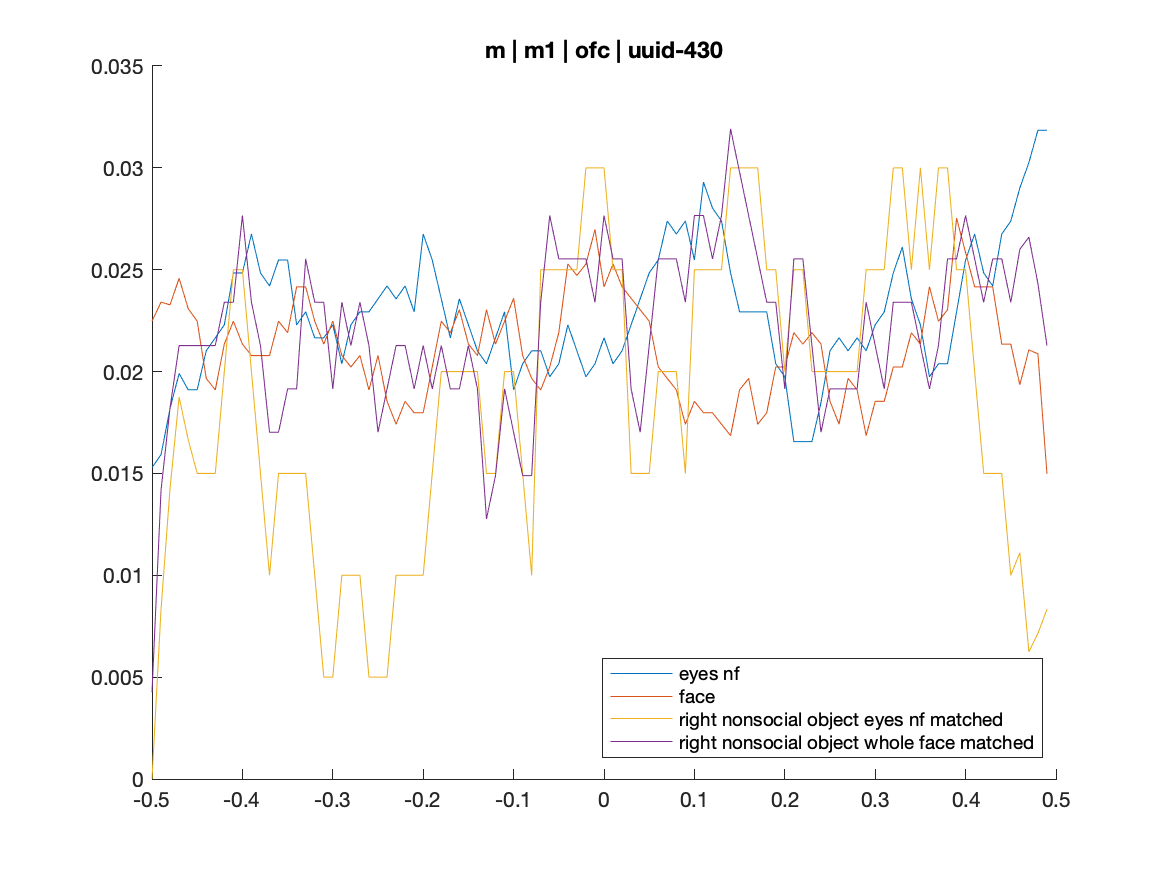 m | m1 | ofc | uuid-430
0.035
0.03
0.025
0.02
0.015
0.01
0.005
0
-0.5 -0.4 -0.3 -0.2 -0.1 0 0.1 0.2 0.3 0.4 0.5
eyes nf
face
right nonsocial object eyes nf matched
right nonsocial object whole face matched